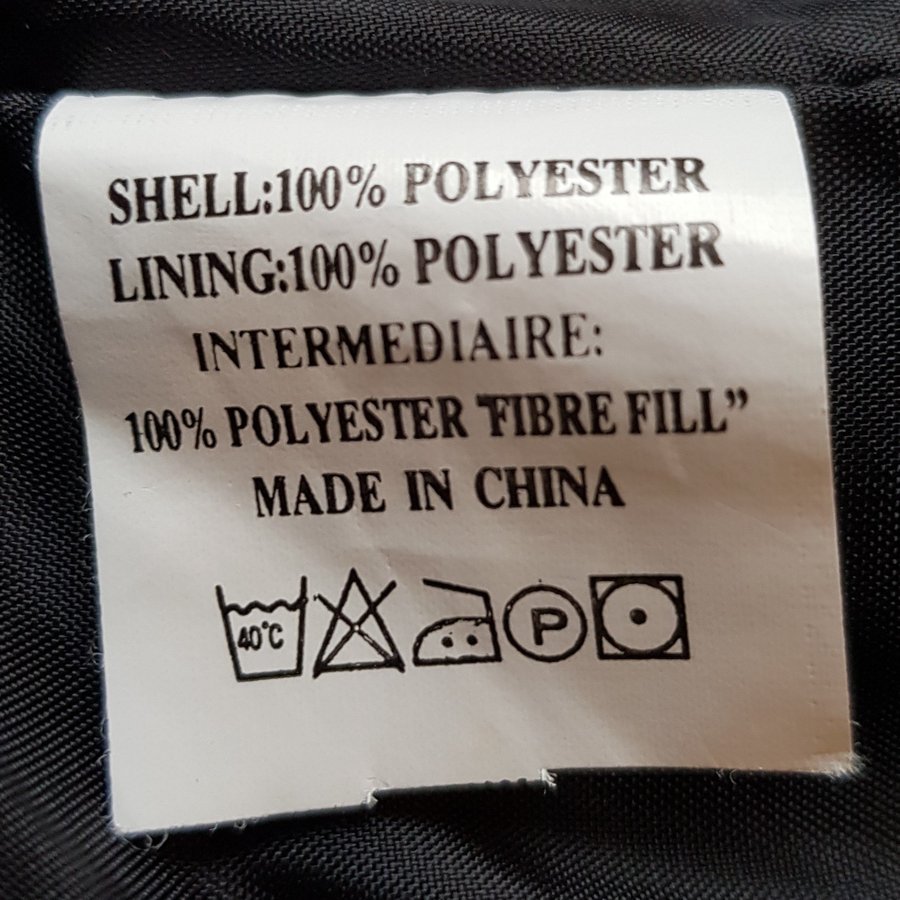 SHELL:100% POLYESTER
LINING:100% POLYESTER
INTERMEDIAIRE:
100% POLYESTER "FIBRE FILL”
MADE IN CHINA
40°C P